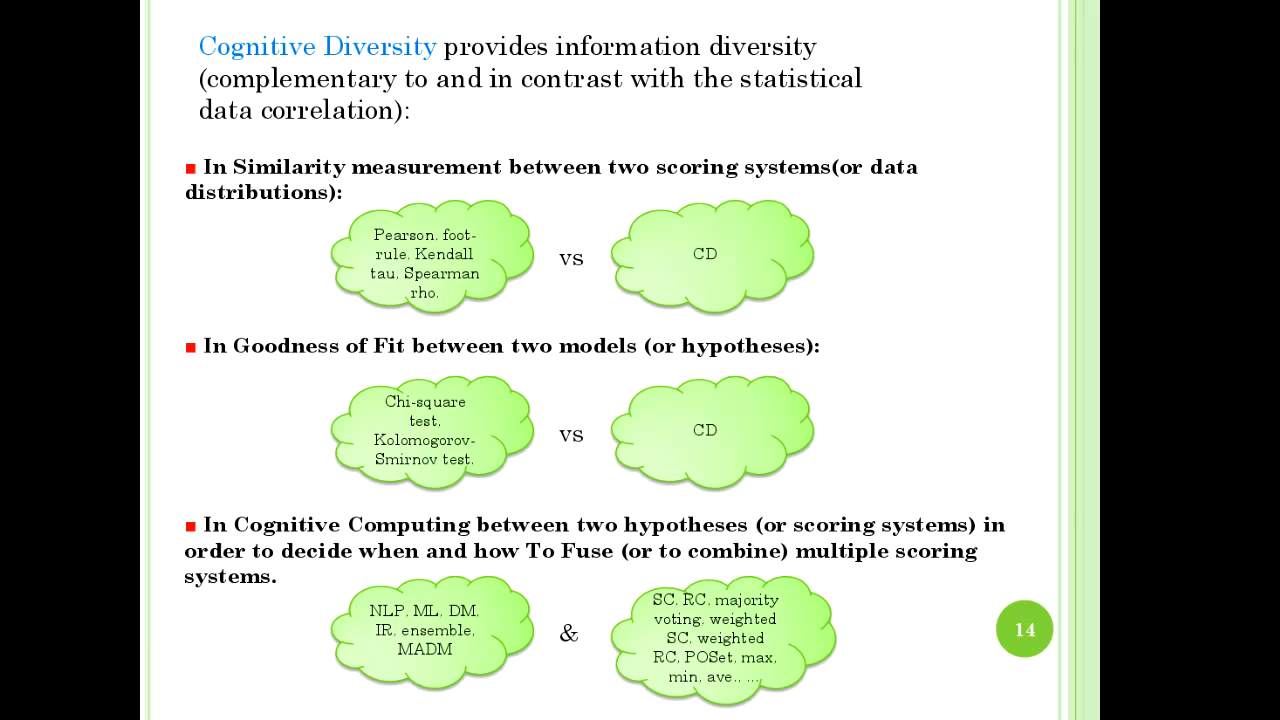 Cognitive Diversity provides information diversity
(complementary to and in contrast with the statistical
data correlation):
■ In Similarity measurement between two scoring systems(or data
distributions):
Pearson, foot-
rule, Kendall
tau, Spearman
rho.
vs
CD
■ In Goodness of Fit between two models (or hypotheses):
Chi-square
test,
Kolomogorov-
Smirnov test.
vs
CD
■ In Cognitive Computing between two hypotheses (or scoring systems) in
order to decide when and how To Fuse (or to combine) multiple scoring
systems.
NLP, ML, DM,
IR, ensemble,
MADM
&
SC, RC, majority
voting, weighted
SC, weighted
RC, POSet, max,
min, ave., ...
14